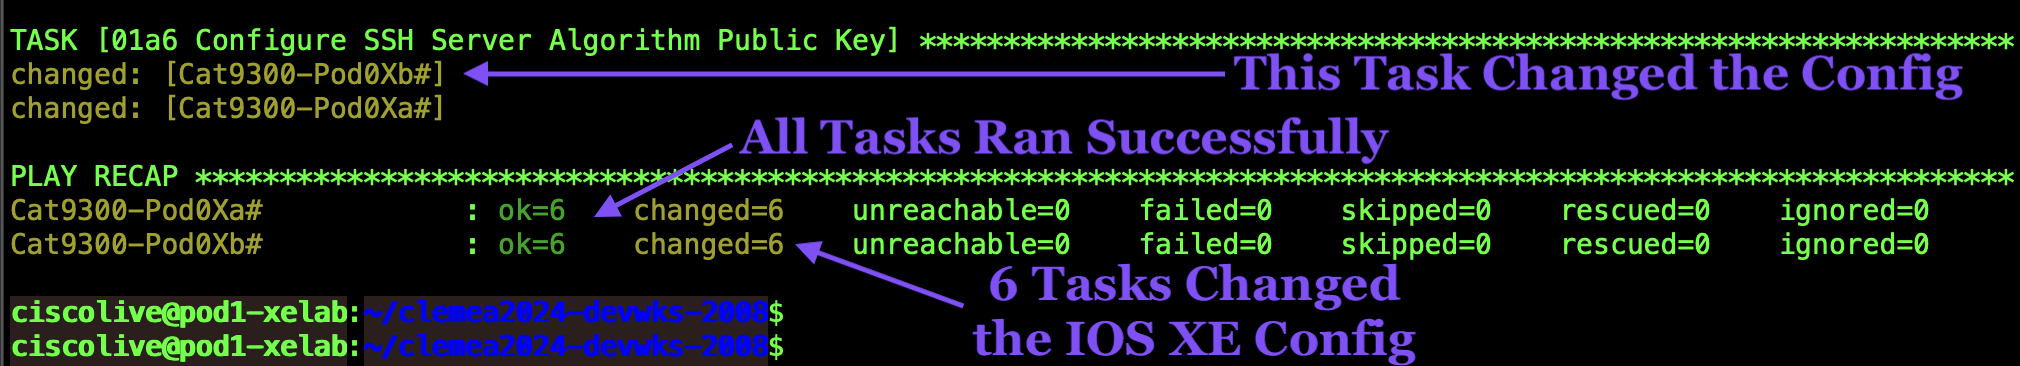 TASK [01a6 Configure SSH Server Algorithm Public Key] *****************************************************************
changed: [Cat9300-Pod0Xb#] This Task Changed the Config
changed: [Cat9300-Pod0Xa#]
All Tasks Ran Successfully
PLAY RECAP ************************************************************************************************************
Cat9300-Pod0Xa# : ok=6 changed=6 unreachable=0 failed=0 skipped=0 rescued=0 ignored=0
Cat9300-Pod0Xb# : ok=6 changed=6 unreachable=0 failed=0 skipped=0 rescued=0 ignored=0
6 Tasks Changed
the IOS XE Config
ciscolive@pod1-xelab:~/clemea2024-devwks-2008$
ciscolive@pod1-xelab:~/clemea2024-devwks-2008$